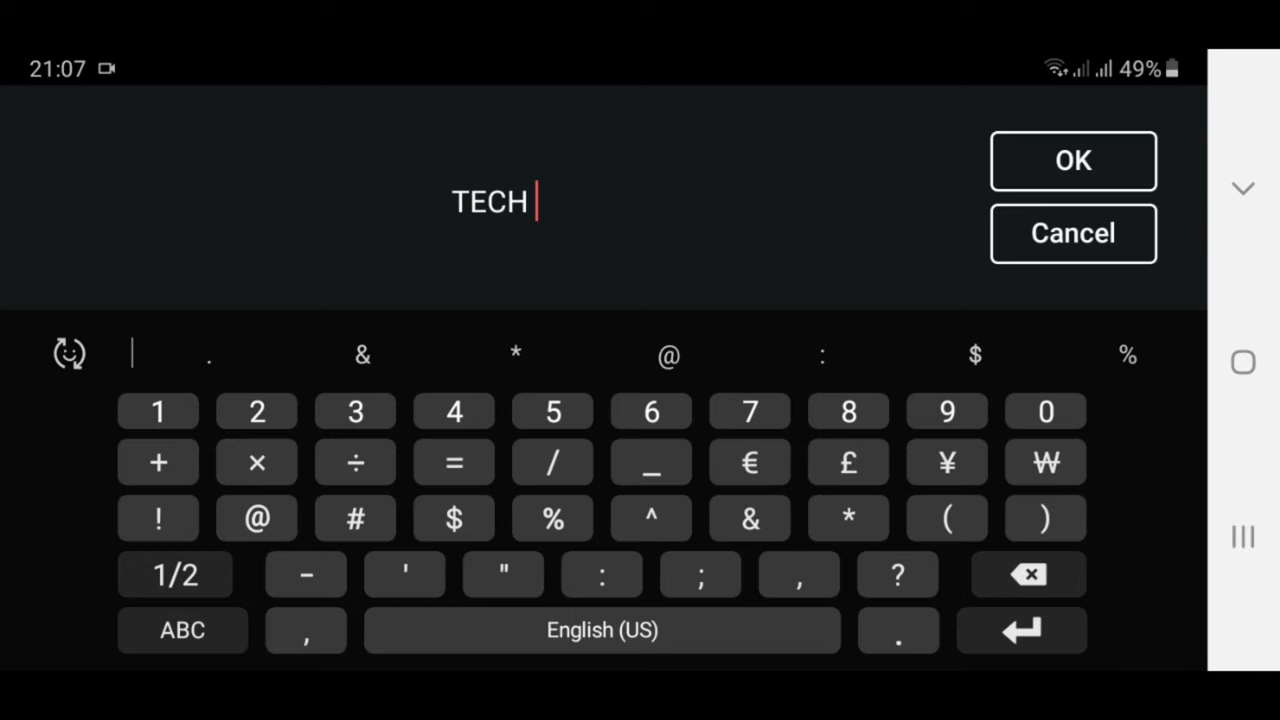 21:07 49%
OK
TECH
Cancel
. & * @ : $ %
1 2 3 4 5 6 7 8 9 0
+ × ÷ = / _ € £ ¥ ₩
! @ # $ % ^ & * ( )
1/2 - ' " : ; , ?
ABC , English (US) .